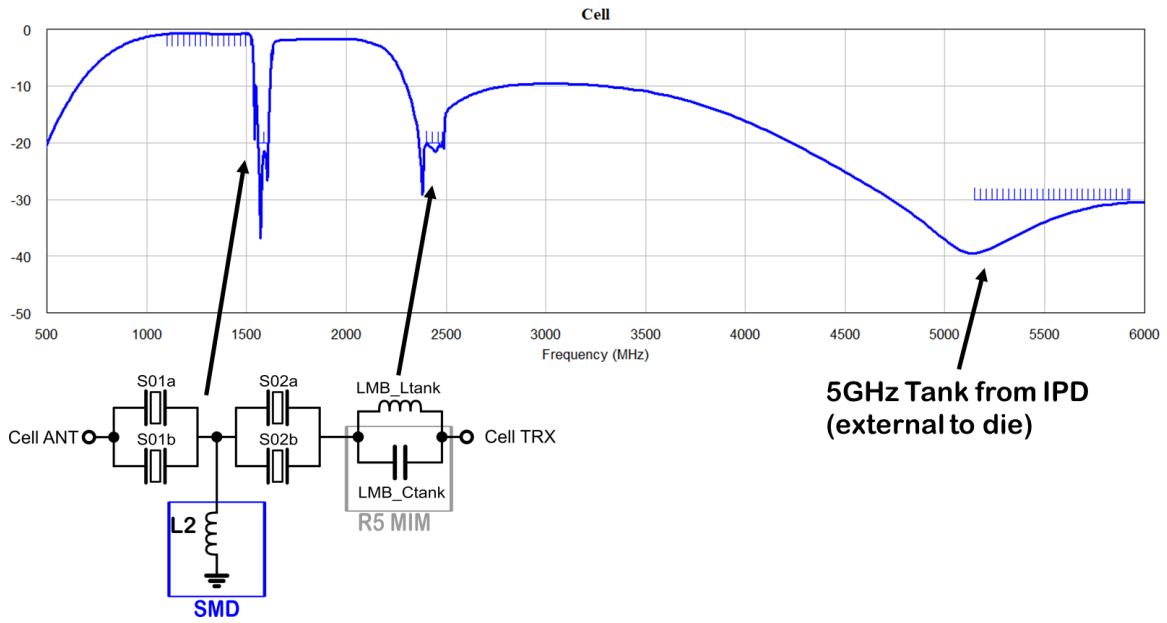 Cell
0
-10
-20
-30
-40
-50
500
1000
1500
2000
2500
3000
3500
4000
4500
5000
5500
6000
Frequency (MHz)
S01a
S02a
LMB_Ltank
Cell ANT
S01b
S02b
Cell TRX
LMB_Ctank
R5 MIM
L2
SMD
5GHz Tank from IPD
(external to die)